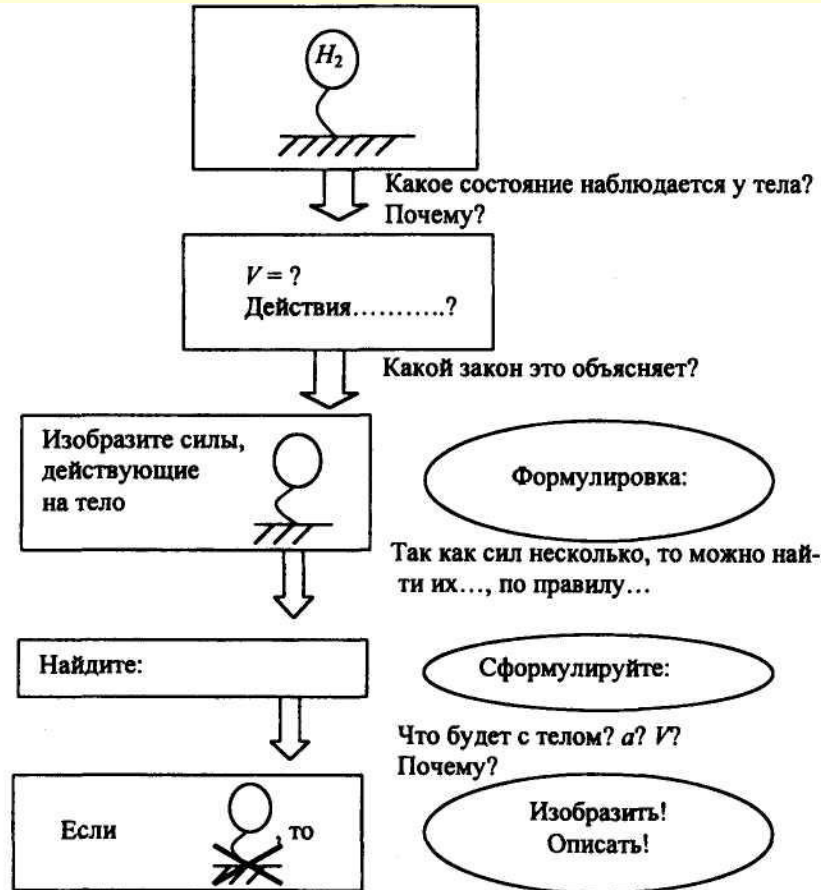 H₂
Какое состояние наблюдается у тела?
Почему?
V = ?
Действия...........?
Какой закон это объясняет?
Изобразите силы,
действующие
на тело
Формулировка:
Так как сил несколько, то можно най-
ти их..., по правилу...
Найдите:
Сформулируйте:
Что будет с телом? a? V?
Почему?
Если , то
Изобразить!
Описать!